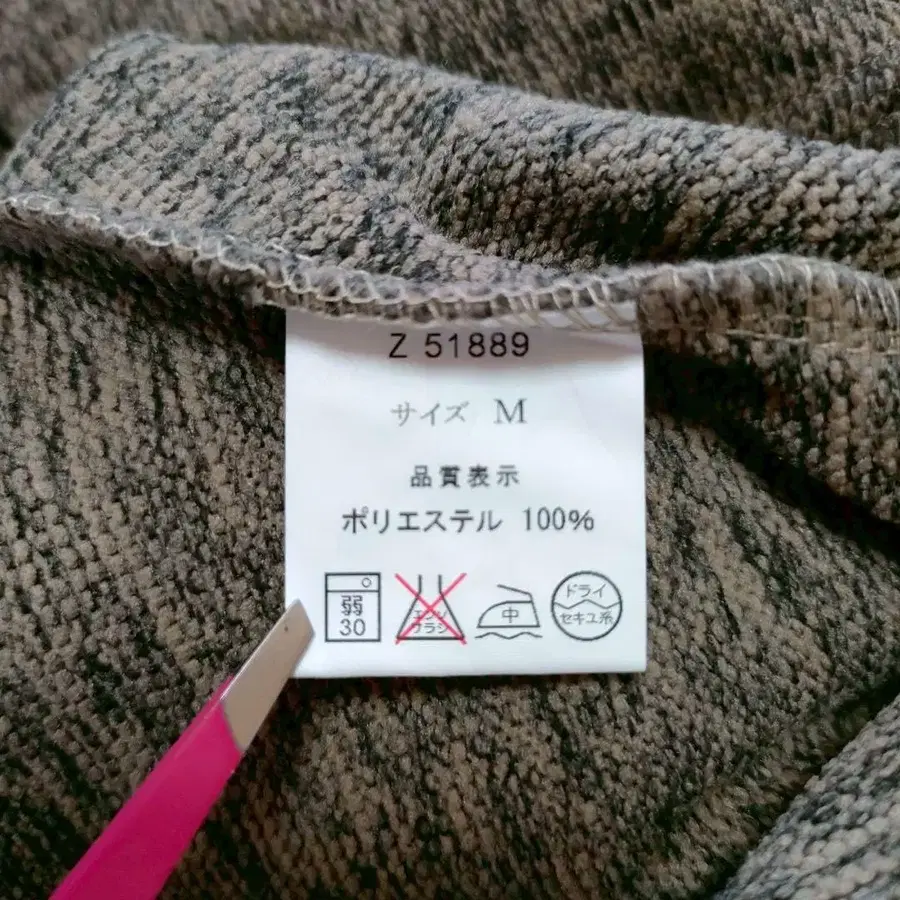 Z 51889
サイズ M
品質表示
ポリエステル 100%
弱
30
エンソ
サラシ
中
ドライ
セキユ系